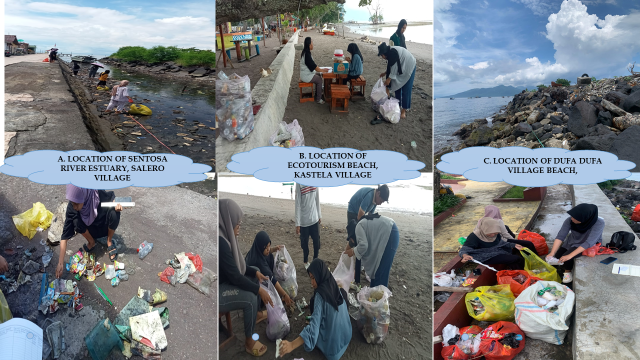 A. LOCATION OF SENTOSA
RIVER ESTUARY, SALERO
VILLAGE
B. LOCATION OF
ECOTOURISM BEACH,
KASTELA VILLAGE
C. LOCATION OF DUFA DUFA
VILLAGE BEACH,